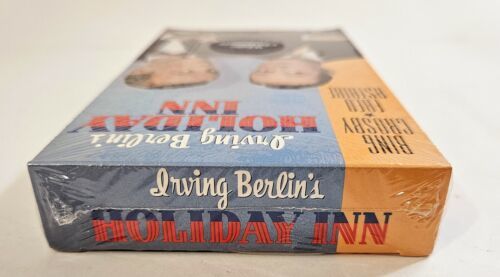 Irving Berlin's
HOLIDAY
INN
BING
CROSBY
FRED
ASTAIRE
Irving Berlin's
HOLIDAY INN